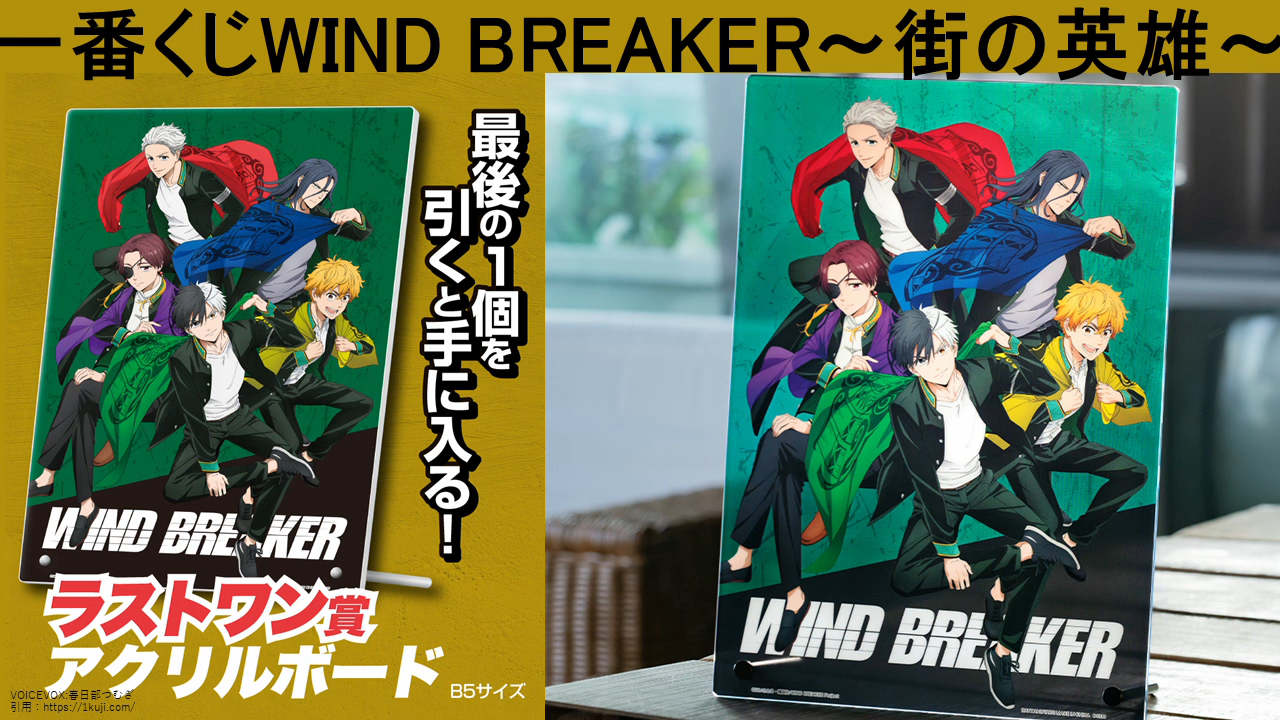 一番くじWIND BREAKER～街の英雄～
最後の1個を
引くと手に入る！
WIND BREAKER
ラストワン賞
アクリルボード
B5サイズ
VOICEVOX:春日部つむぎ
引用：https://1kuji.com/
WIND BREAKER